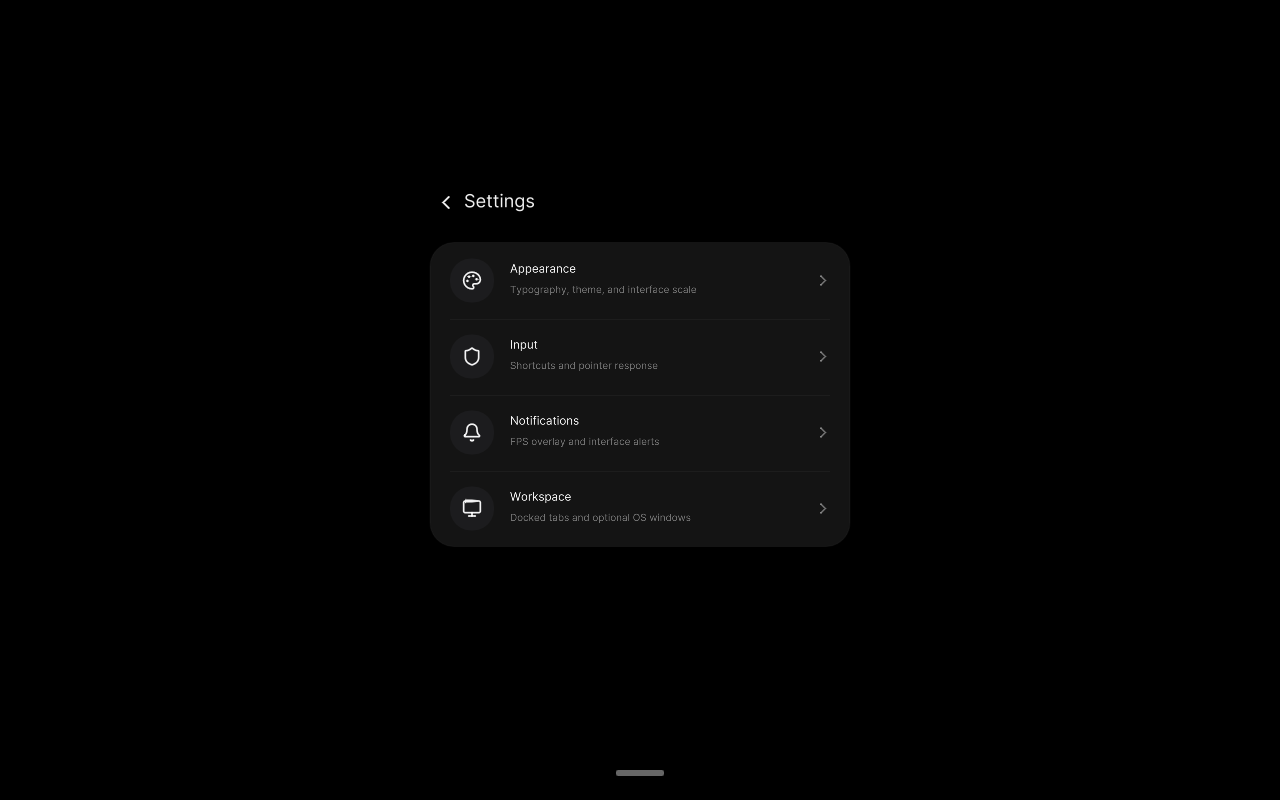 Settings
Appearance
Typography, theme, and interface scale
Input
Shortcuts and pointer response
Notifications
FPS overlay and interface alerts
Workspace
Docked tabs and optional OS windows